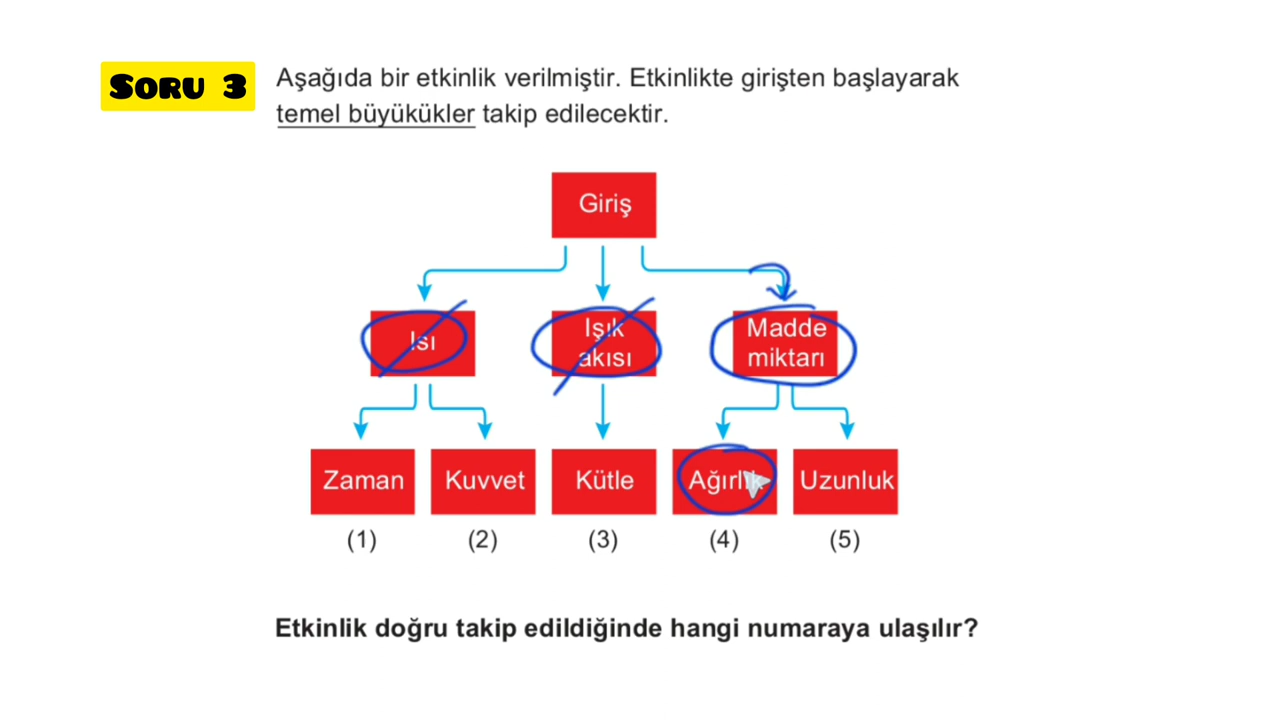 SORU 3
Aşağıda bir etkinlik verilmiştir. Etkinlikte girişten başlayarak
temel büyükükler takip edilecektir.
Giriş
Isı
Işık
akısı
Madde
miktarı
Zaman
Kuvvet
Kütle
Ağırlık
Uzunluk
(1)
(2)
(3)
(4)
(5)
Etkinlik doğru takip edildiğinde hangi numaraya ulaşılır?